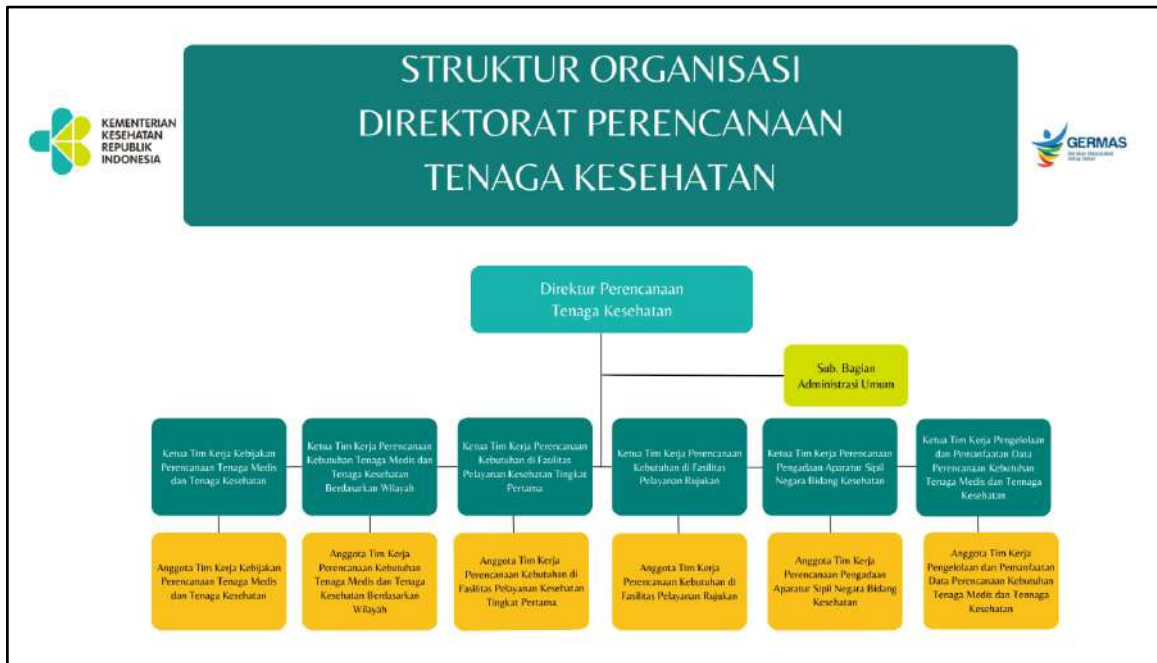 STRUKTUR ORGANISASI
DIREKTORAT PERENCANAAN
TENAGA KESEHATAN
KEMENTERIAN
KESEHATAN
REPUBLIK
INDONESIA
GERMAS
Gerakan Masyarakat
Hidup Sehat
Direktur Perencanaan
Tenaga Kesehatan
Sub. Bagian
Administrasi Umum
Ketua Tim Kerja Kebijakan
Perencanaan Tenaga Medis
dan Tenaga Kesehatan
Ketua Tim Kerja Perencanaan
Kebutuhan Tenaga Medis dan
Tenaga Kesehatan
Berdasarkan Wilayah
Ketua Tim Kerja Perencanaan
Kebutuhan di Fasilitas
Pelayanan Kesehatan Tingkat
Pertama
Ketua Tim Kerja Perencanaan
Kebutuhan di Fasilitas
Pelayanan Rujukan
Ketua Tim Kerja Perencanaan
Pengadaan Aparatur Sipil
Negara Bidang Kesehatan
Ketua Tim Kerja Pengelolaan
dan Pemanfaatan Data
Perencanaan Kebutuhan
Tenaga Medis dan Tennaga
Kesehatan
Anggota Tim Kerja Kebijakan
Perencanaan Tenaga Medis
dan Tenaga Kesehatan
Anggota Tim Kerja
Perencanaan Kebutuhan
Tenaga Medis dan Tenaga
Kesehatan Berdasarkan
Wilayah
Anggota Tim Kerja
Perencanaan Kebutuhan di
Fasilitas Pelayanan Kesehatan
Tingkat Pertama
Anggota Tim Kerja
Perencanaan Kebutuhan di
Fasilitas Pelayanan Rujukan
Anggota Tim Kerja
Perencanaan Pengadaan
Aparatur Sipil Negara Bidang
Kesehatan
Anggota Tim Kerja
Pengelolaan dan Pemanfaatan
Data Perencanaan Kebutuhan
Tenaga Medis dan Tennaga
Kesehatan